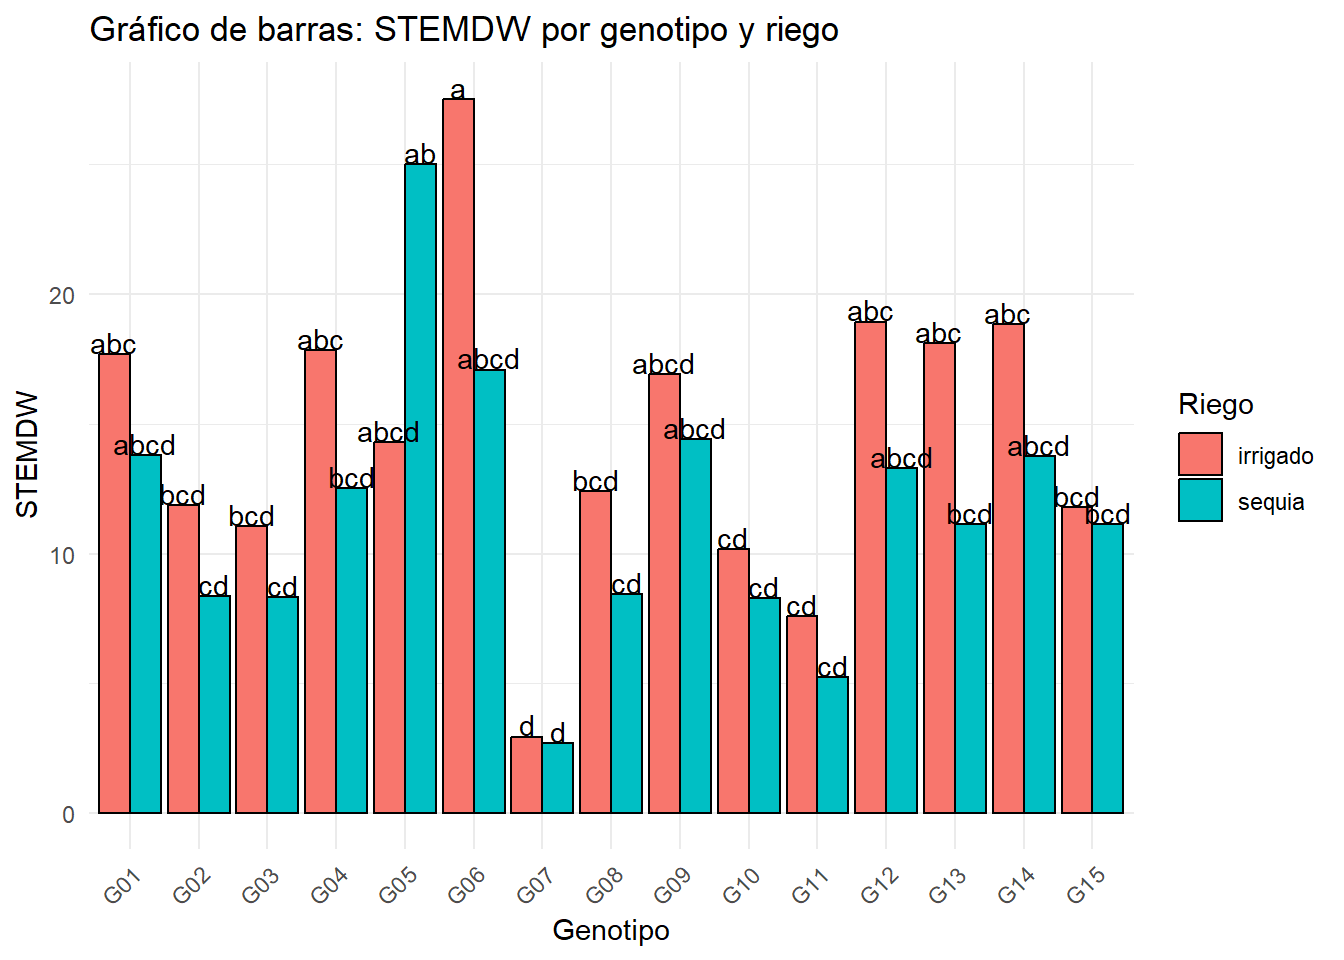 Gráfico de barras: STEMDW por genotipo y riego
a
ab
abc
abcd
abc
abcd
bcd
abcd
bcd
cd
bcd
cd
abcd
abcd
d
d
bcd
cd
cd
cd
cd
cd
abc
abcd
abc
bcd
abc
abcd
bcd
bcd
20
10
0
STEMDW
G01 G02 G03 G04 G05 G06 G07 G08 G09 G10 G11 G12 G13 G14 G15
Genotipo
Riego
irrigado
sequia